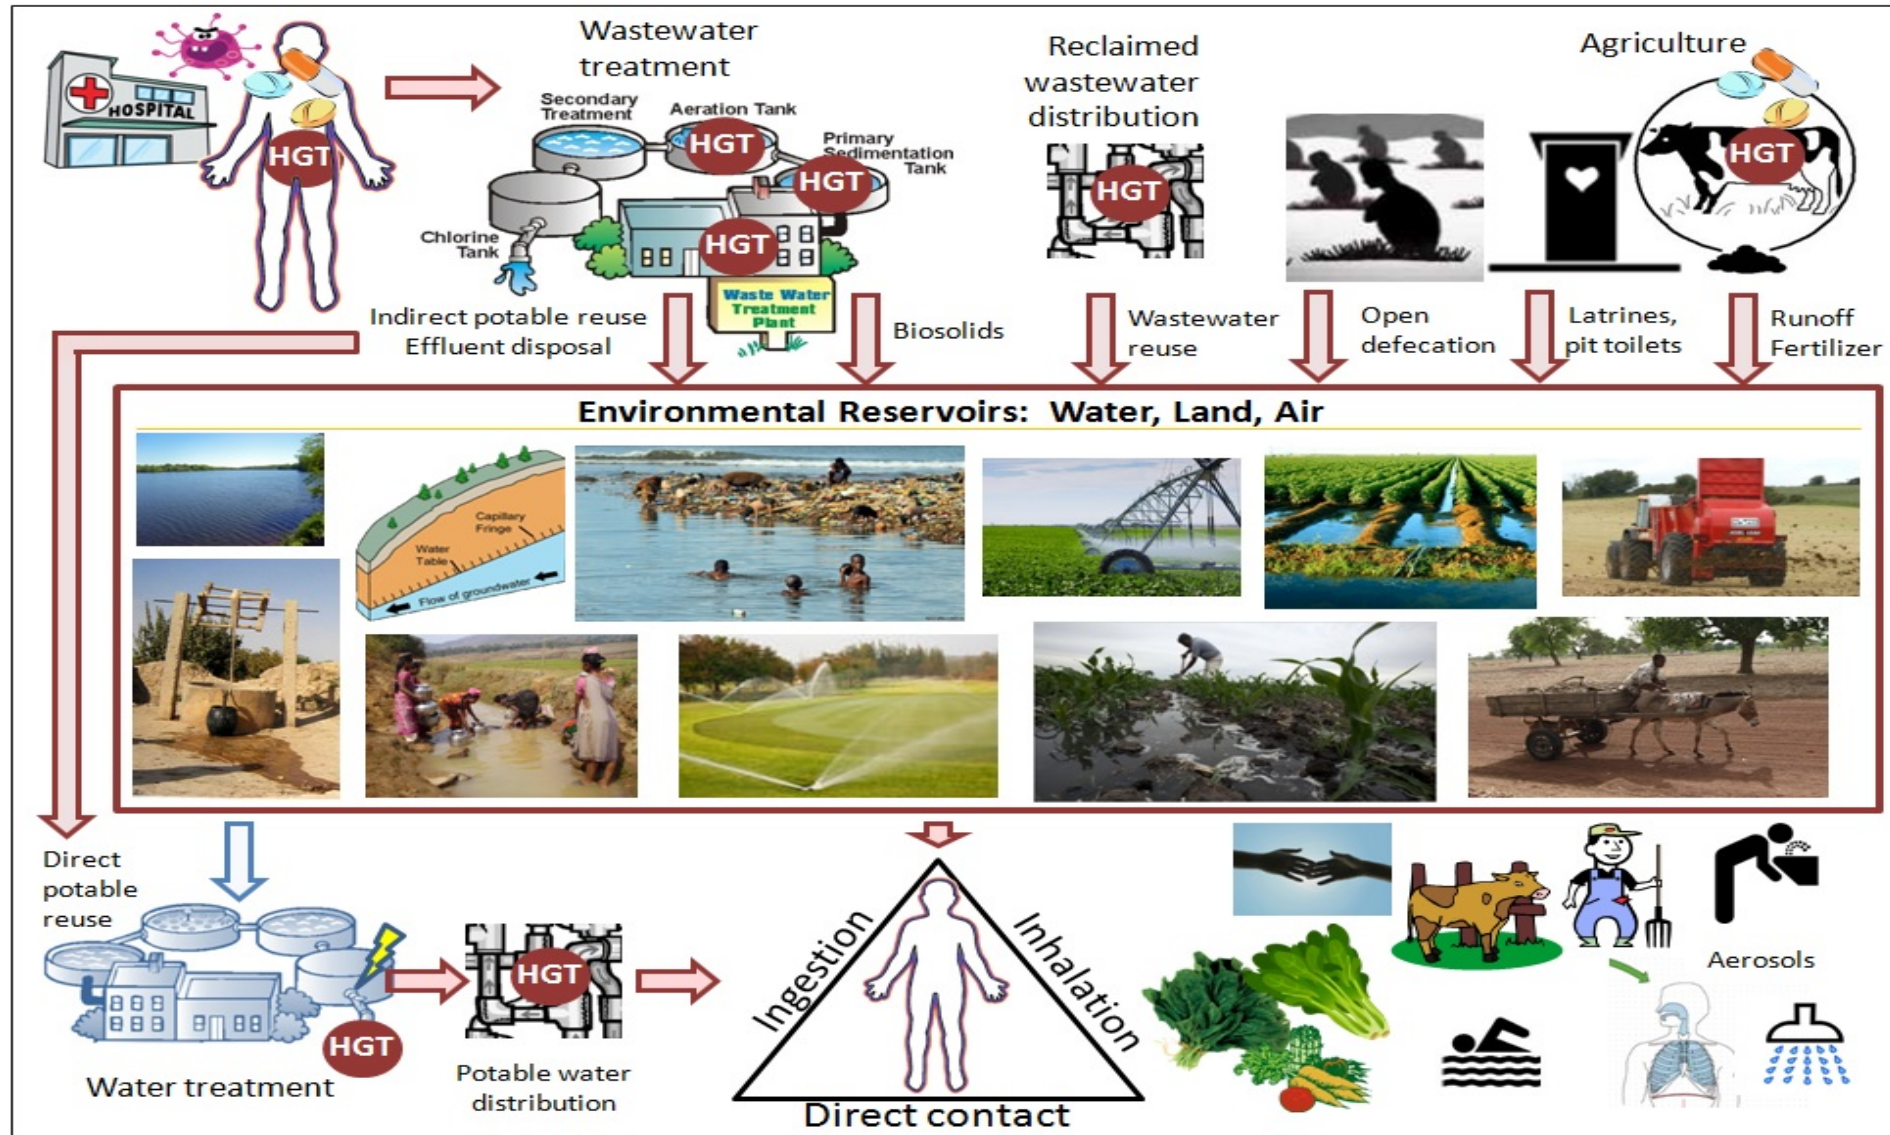 Wastewater
treatment
Reclaimed
wastewater
distribution
Agriculture
HOSPITAL
HGT
Secondary
Treatment
Aeration Tank
HGT
Primary
Sedimentation
Tank
HGT
Chlorine
Tank
HGT
Waste Water
Treatment
Plant
HGT
HGT
Indirect potable reuse
Effluent disposal
Biosolids
Wastewater
reuse
Open
defecation
Latrines,
pit toilets
Runoff
Fertilizer
Environmental Reservoirs: Water, Land, Air
Capillary
Fringe
Water
Table
Flow of groundwater
Direct
potable
reuse
HGT
Water treatment
HGT
Potable water
distribution
Ingestion
Inhalation
Direct contact
Aerosols